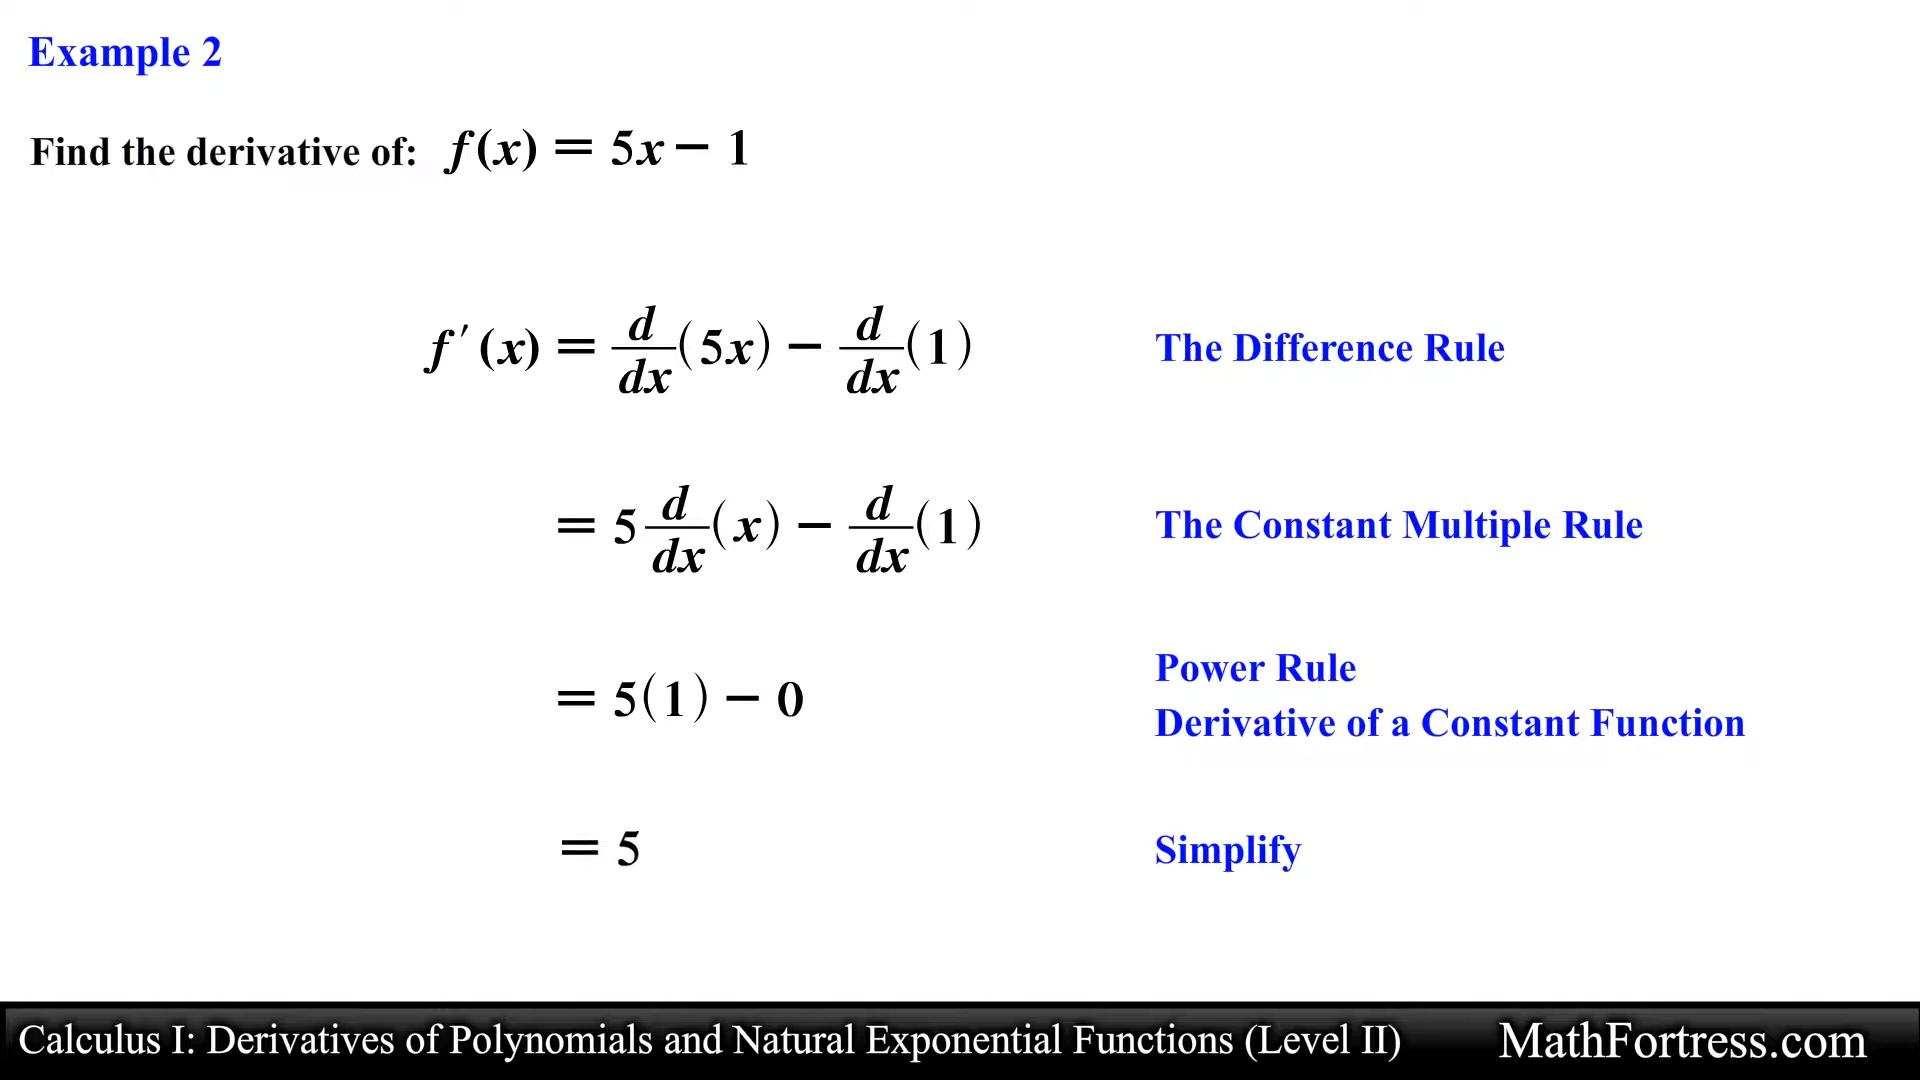 Example 2
Find the derivative of: f(x) = 5x − 1
f′(x) = d/dx(5x) − d/dx(1) The Difference Rule
= 5 d/dx(x) − d/dx(1) The Constant Multiple Rule
= 5(1) − 0 Power Rule
Derivative of a Constant Function
= 5 Simplify
Calculus I: Derivatives of Polynomials and Natural Exponential Functions (Level II) MathFortress.com